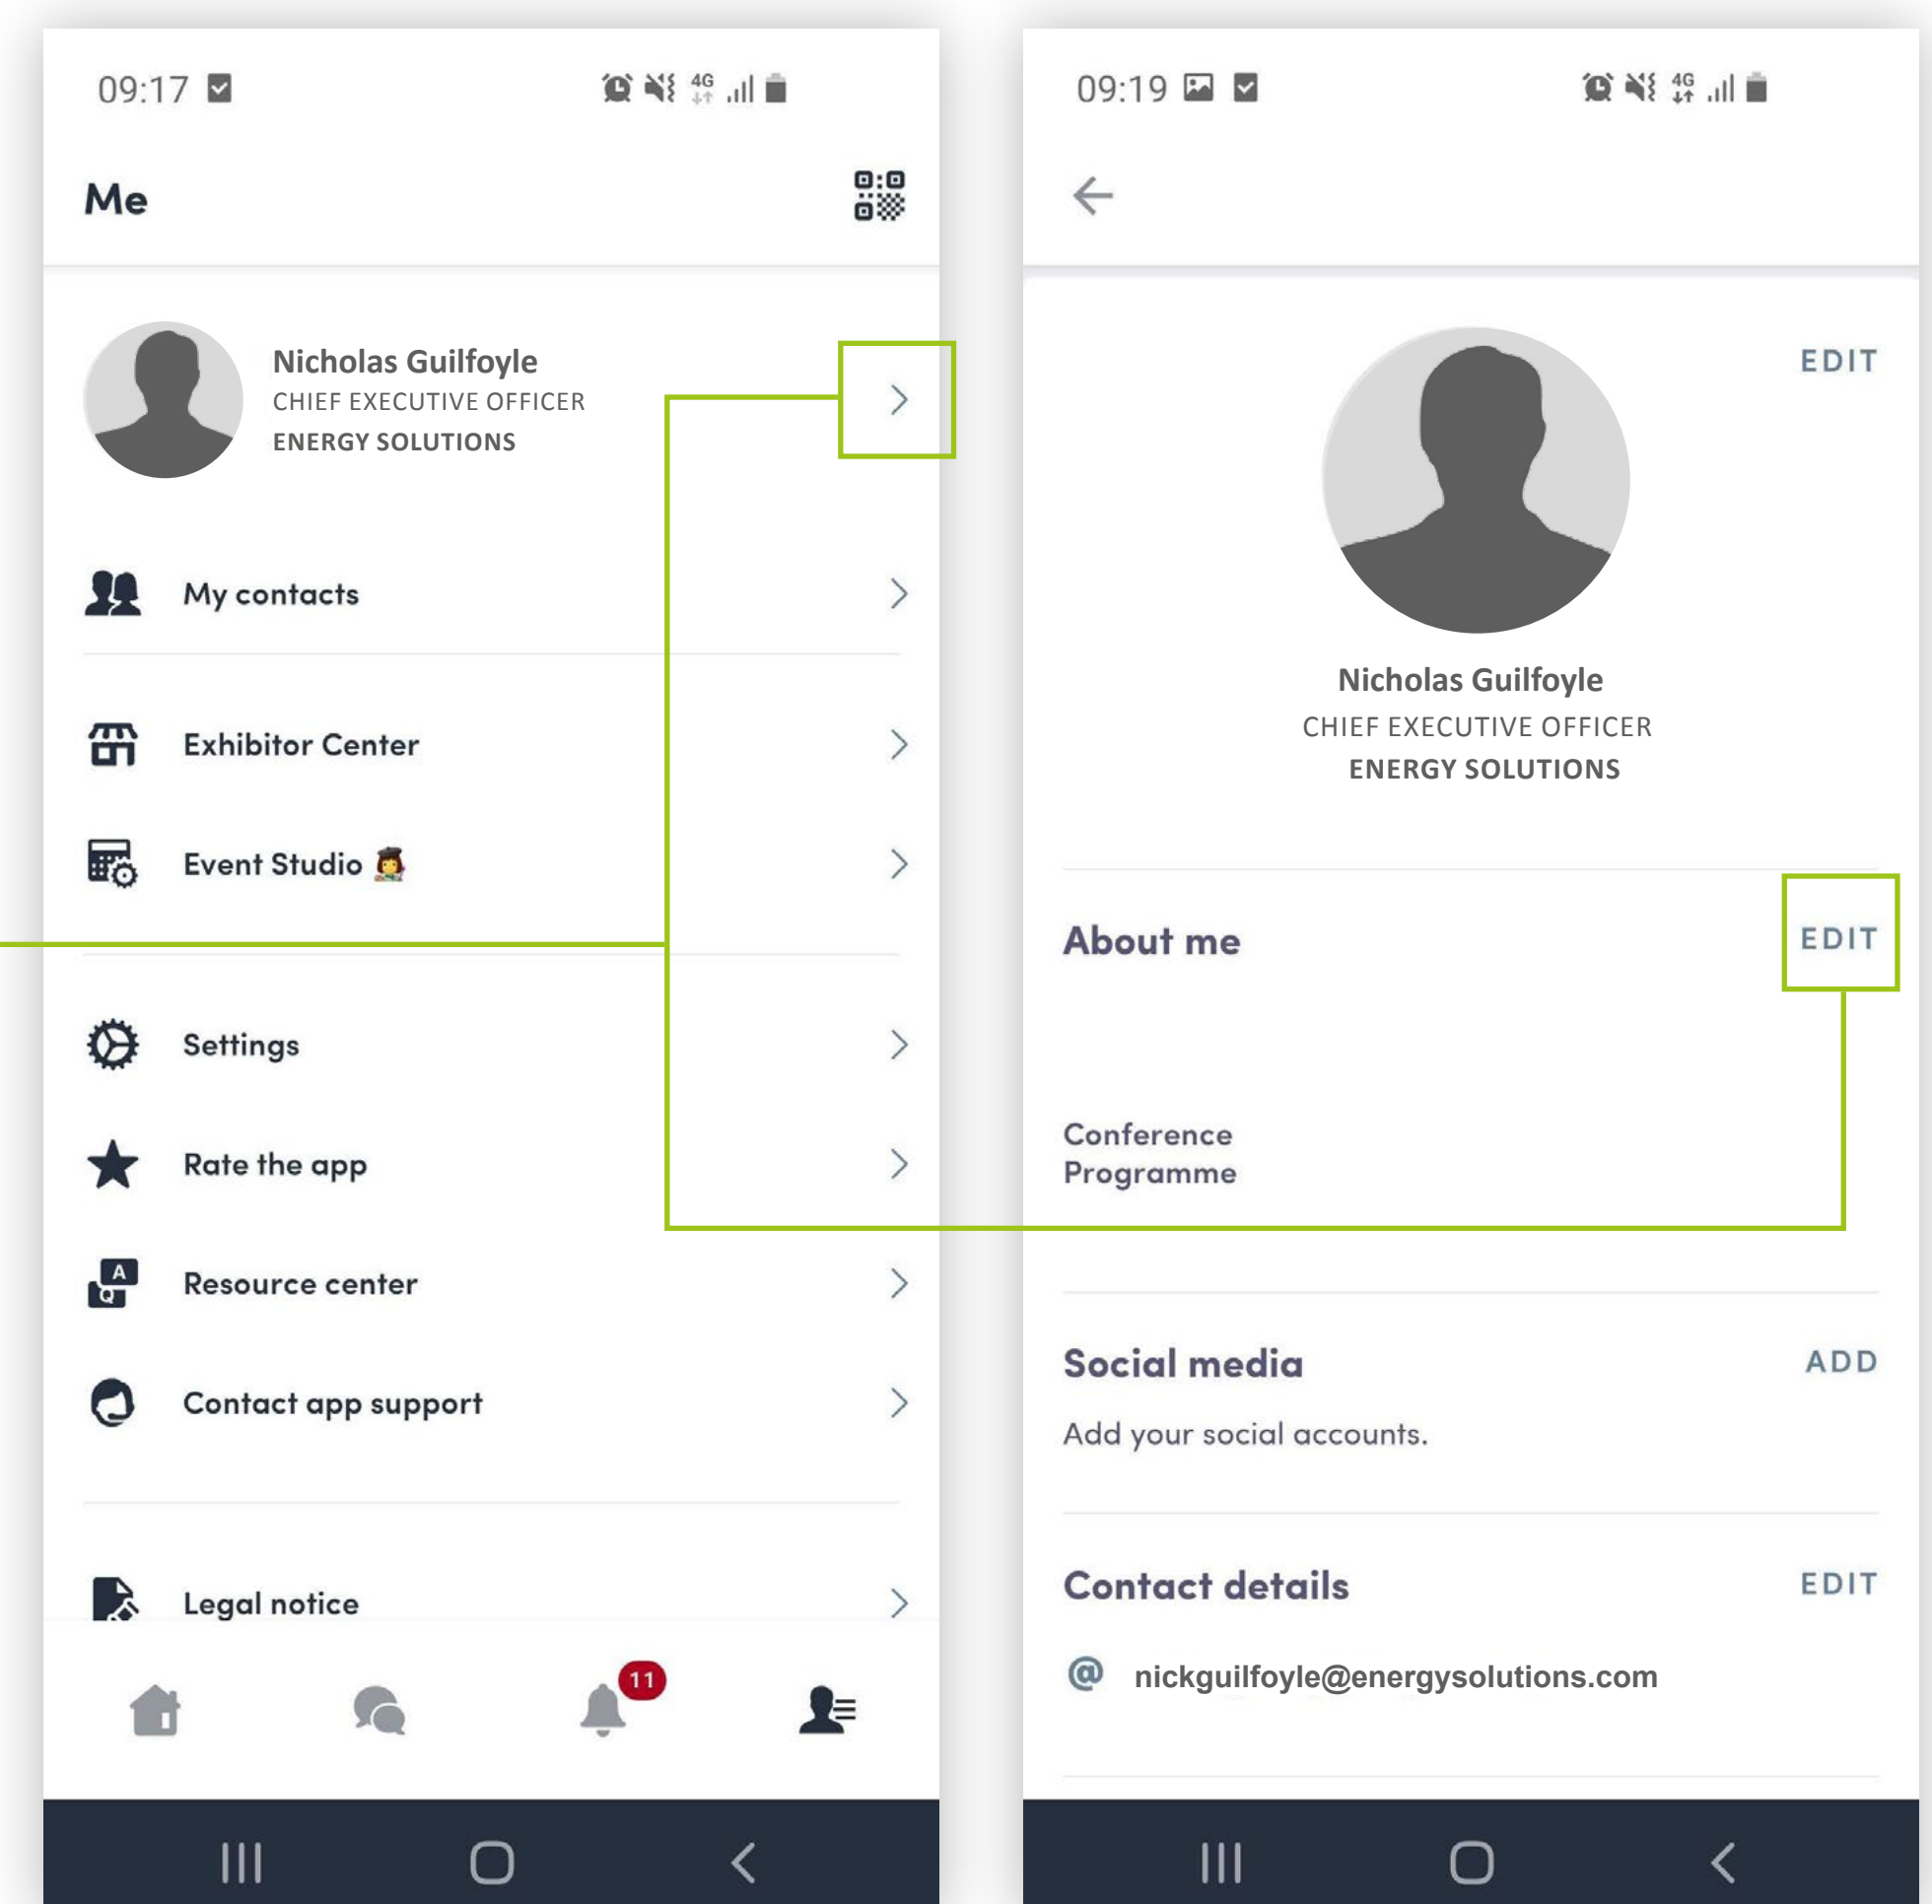 09:17
4G
Me
Nicholas Guilfoyle
CHIEF EXECUTIVE OFFICER
ENERGY SOLUTIONS
My contacts
Exhibitor Center
Event Studio
Settings
Rate the app
A
Q
Resource center
Contact app support
Legal notice
11
09:19
4G
EDIT
Nicholas Guilfoyle
CHIEF EXECUTIVE OFFICER
ENERGY SOLUTIONS
About me
EDIT
Conference
Programme
Social media
ADD
Add your social accounts.
Contact details
EDIT
@ nickguilfoyle@energysolutions.com